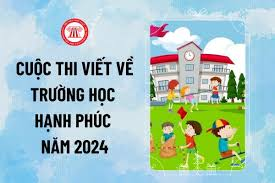 CUỘC THI VIẾT VỀ
TRƯỜNG HỌC
HẠNH PHÚC
NĂM 2024